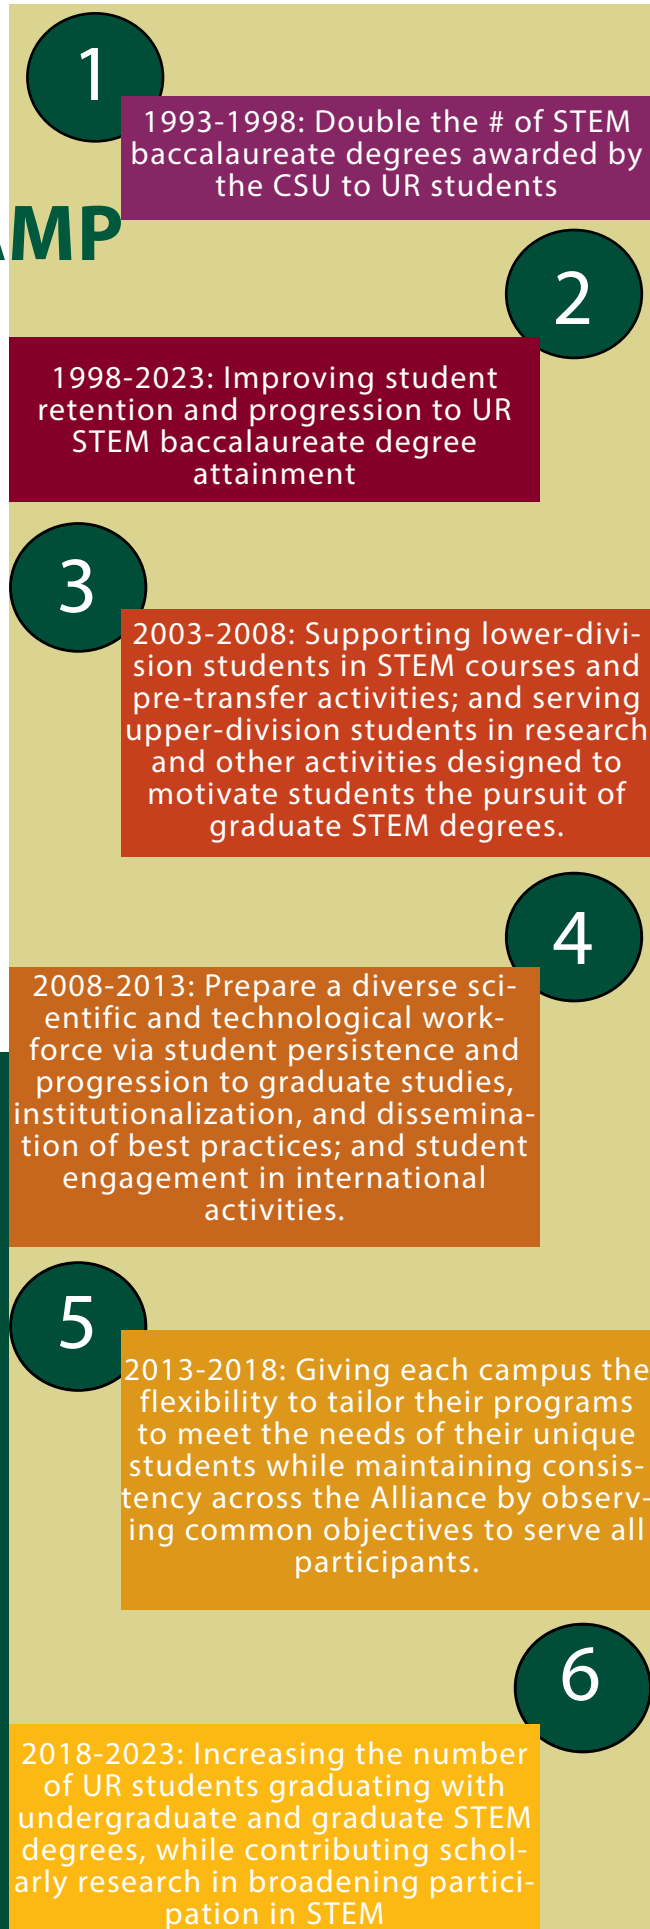 1
1993-1998: Double the # of STEM
baccalaureate degrees awarded by
the CSU to UR students
AMP
2
1998-2023: Improving student
retention and progression to UR
STEM baccalaureate degree
attainment
3
2003-2008: Supporting lower-divi-
sion students in STEM courses and
pre-transfer activities; and serving
upper-division students in research
and other activities designed to
motivate students the pursuit of
graduate STEM degrees.
4
2008-2013: Prepare a diverse sci-
entific and technological work-
force via student persistence and
progression to graduate studies,
institutionalization, and dissemina-
tion of best practices; and student
engagement in international
activities.
5
2013-2018: Giving each campus the
flexibility to tailor their programs
to meet the needs of their unique
students while maintaining consis-
tency across the Alliance by observ-
ing common objectives to serve all
participants.
6
2018-2023: Increasing the number
of UR students graduating with
undergraduate and graduate STEM
degrees, while contributing schol-
arly research in broadening partici-
pation in STEM